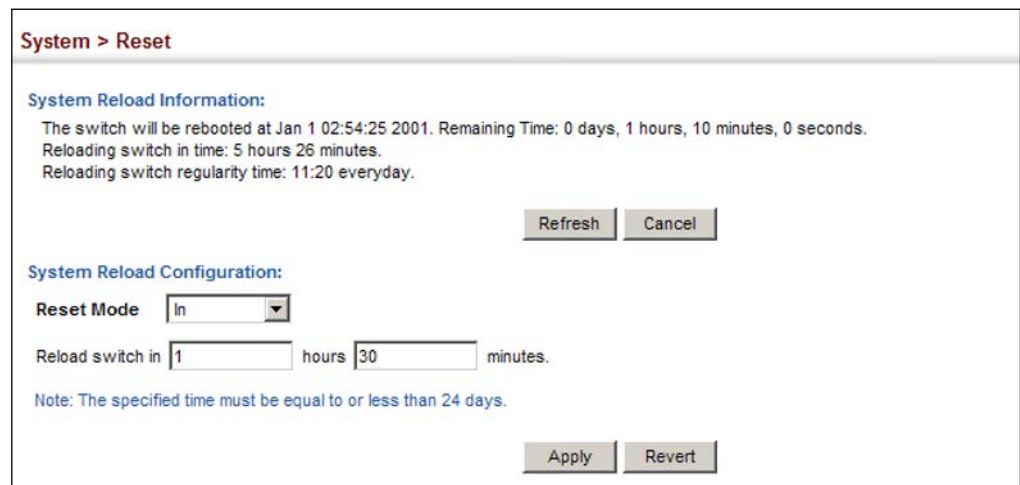 System > Reset
System Reload Information:
The switch will be rebooted at Jan 1 02:54:25 2001. Remaining Time: 0 days, 1 hours, 10 minutes, 0 seconds.
Reloading switch in time: 5 hours 26 minutes.
Reloading switch regularity time: 11:20 everyday.
Refresh Cancel
System Reload Configuration:
Reset Mode In
Reload switch in 1 hours 30 minutes.
Note: The specified time must be equal to or less than 24 days.
Apply Revert